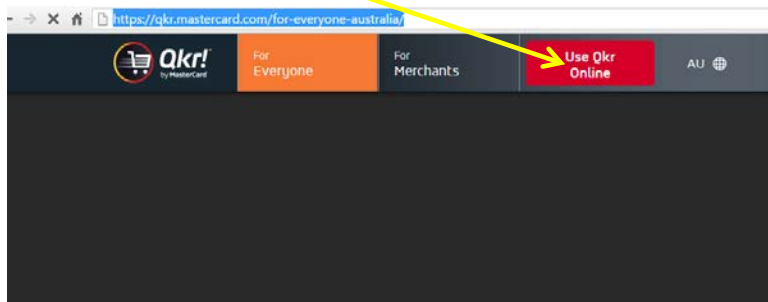 https://qkr.mastercard.com/for-everyone-australia/
Qkr!
by MasterCard
For
Everyone
For
Merchants
Use Qkr
Online
AU